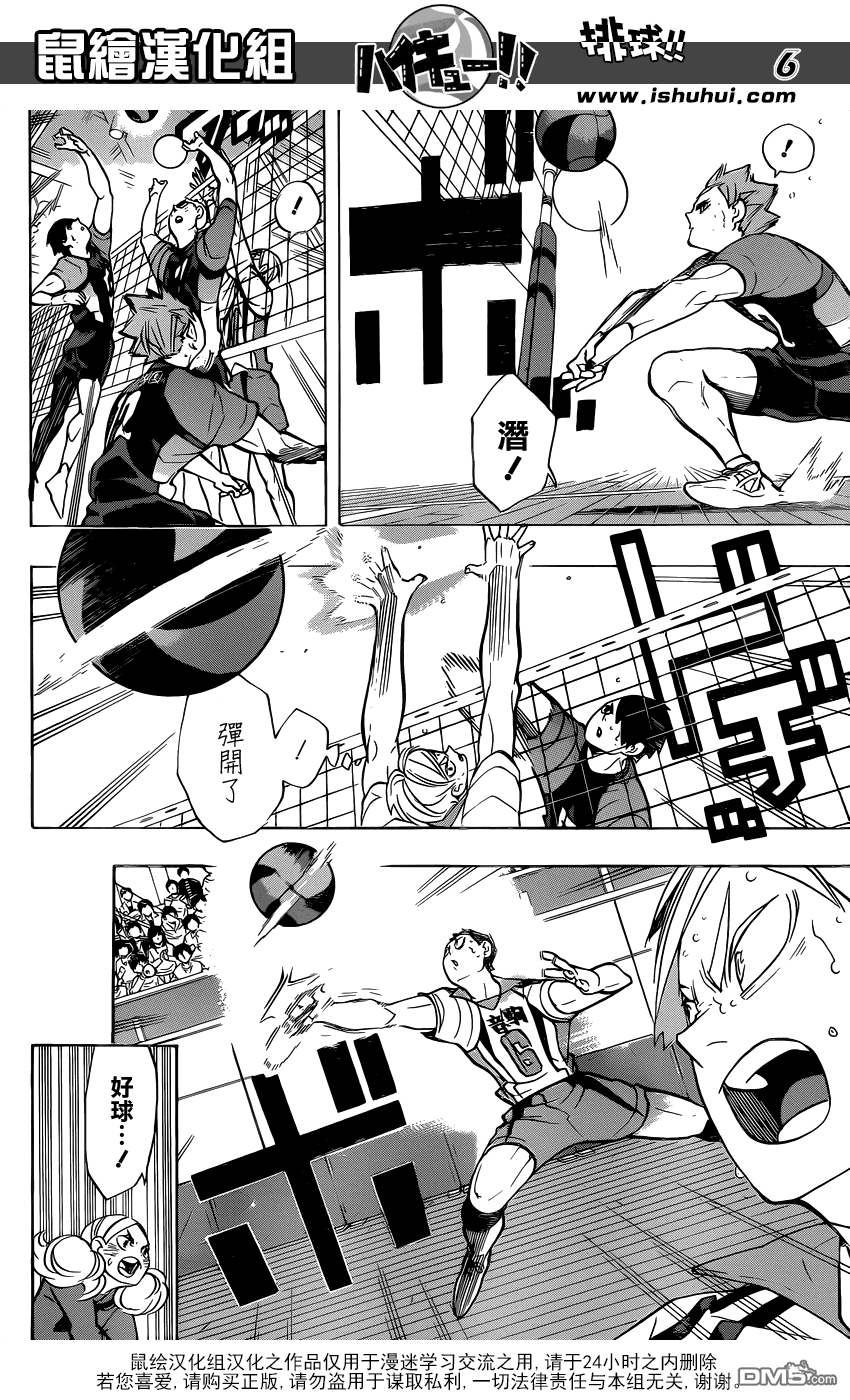 鼠繪漢化組
ハイキュー!!
排球!!
6
www.ishuhui.com
！
ボ
潛！
！
彈開了
！
好球…！
音駒
6
ボ
鼠绘汉化组汉化之作品仅用于漫迷学习交流之用,请于24小时之内删除
若您喜爱,请购买正版,请勿盗用于谋取私利,一切法律责任与本组无关,谢谢。
DM5.com